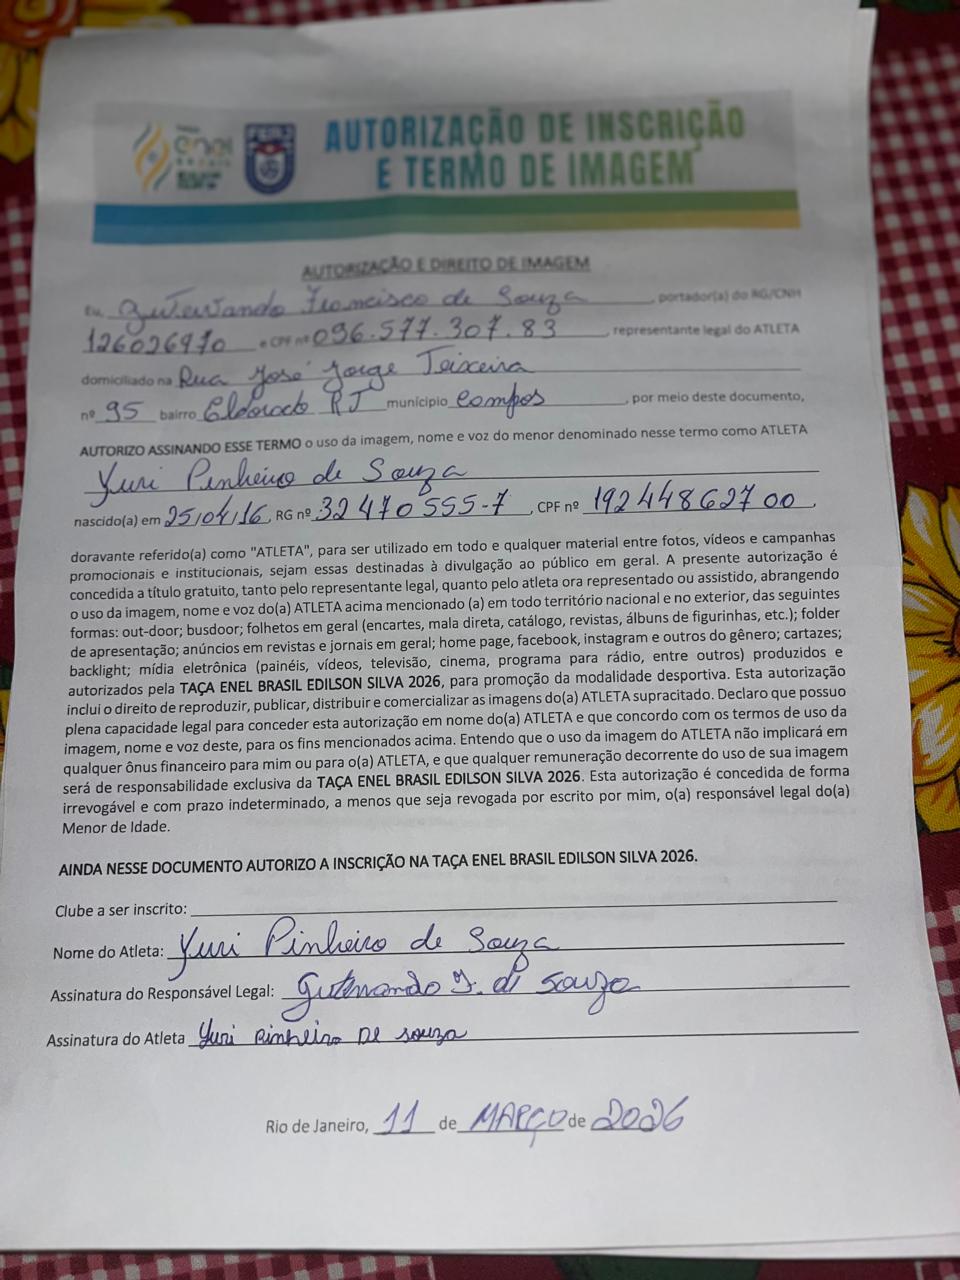 enel
BRASIL
FERJ
AUTORIZAÇÃO DE INSCRIÇÃO
E TERMO DE IMAGEM
AUTORIZAÇÃO E DIREITO DE IMAGEM
Eu, Gutenando Francisco de Souza, portador(a) do RG/CNH
126026970 e CPF nº 096.577.307.83, representante legal do ATLETA
domiciliado na Rua José Jorge Teixeira
nº 95 bairro Eldorado RJ município Campos, por meio deste documento,
AUTORIZO ASSINANDO ESSE TERMO o uso da imagem, nome e voz do menor denominado nesse termo como ATLETA
Yuri Pinheiro de Souza
nascido(a) em 25/04/16, RG nº 32470555-7, CPF nº 19244862700,
doravante referido(a) como "ATLETA", para ser utilizado em todo e qualquer material entre fotos, vídeos e campanhas
promocionais e institucionais, sejam essas destinadas à divulgação ao público em geral. A presente autorização é
concedida a título gratuito, tanto pelo representante legal, quanto pelo atleta ora representado ou assistido, abrangendo
o uso da imagem, nome e voz do(a) ATLETA acima mencionado (a) em todo território nacional e no exterior, das seguintes
formas: out-door; busdoor; folhetos em geral (encartes, mala direta, catálogo, revistas, álbuns de figurinhas, etc.); folder
de apresentação; anúncios em revistas e jornais em geral; home page, facebook, instagram e outros do gênero; cartazes;
backlight; mídia eletrônica (painéis, vídeos, televisão, cinema, programa para rádio, entre outros) produzidos e
autorizados pela TAÇA ENEL BRASIL EDILSON SILVA 2026, para promoção da modalidade desportiva. Esta autorização
inclui o direito de reproduzir, publicar, distribuir e comercializar as imagens do(a) ATLETA supracitado. Declaro que possuo
plena capacidade legal para conceder esta autorização em nome do(a) ATLETA e que concordo com os termos de uso da
imagem, nome e voz deste, para os fins mencionados acima. Entendo que o uso da imagem do ATLETA não implicará em
qualquer ônus financeiro para mim ou para o(a) ATLETA, e que qualquer remuneração decorrente do uso de sua imagem
será de responsabilidade exclusiva da TAÇA ENEL BRASIL EDILSON SILVA 2026. Esta autorização é concedida de forma
irrevogável e com prazo indeterminado, a menos que seja revogada por escrito por mim, o(a) responsável legal do(a)
Menor de Idade.
AINDA NESSE DOCUMENTO AUTORIZO A INSCRIÇÃO NA TAÇA ENEL BRASIL EDILSON SILVA 2026.
Clube a ser inscrito:
Nome do Atleta: Yuri Pinheiro de Souza
Assinatura do Responsável Legal: Gutenando F. di Souza
Assinatura do Atleta Yuri Pinheiro De souza
Rio de Janeiro, 11 de MARÇO de 2026